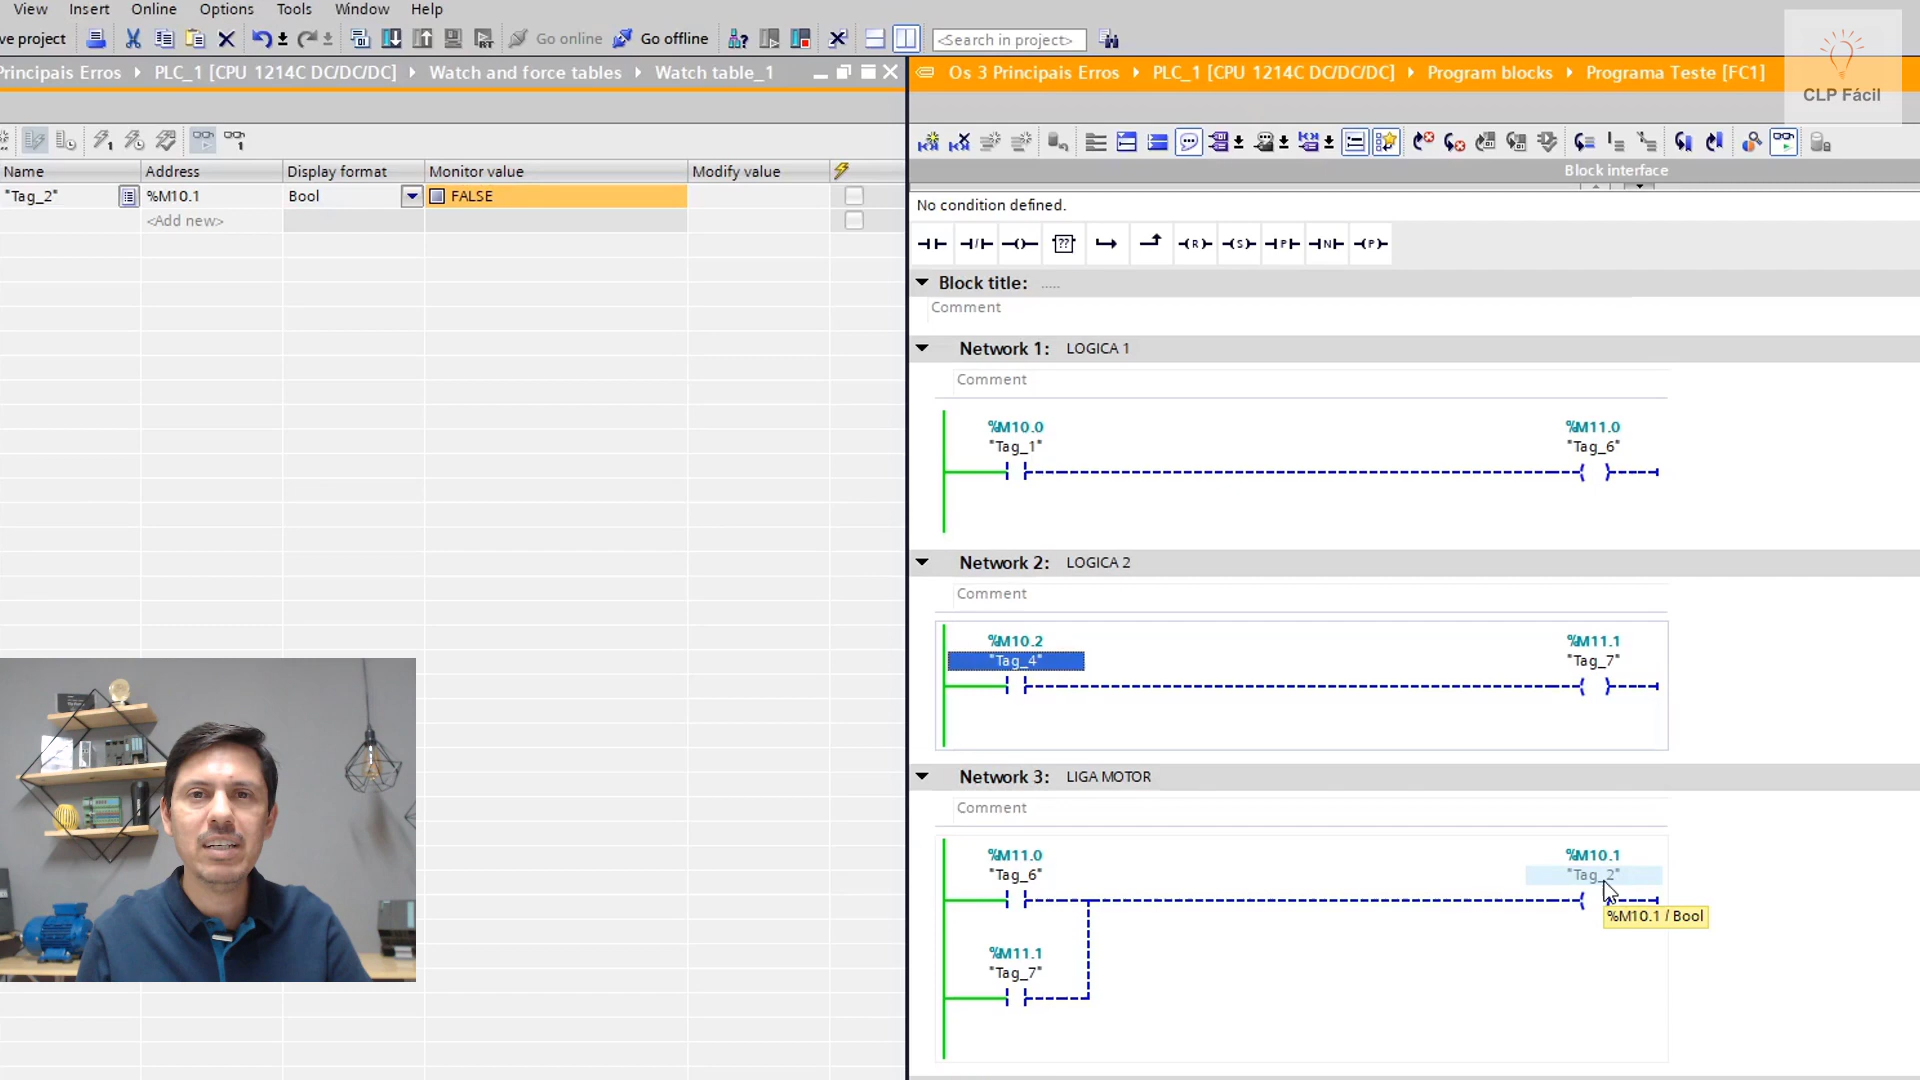 View Insert Online Options Tools Window Help
ve project Go online Go offline <Search in project>
CLP Fácil
Principais Erros PLC_1 [CPU 1214C DC/DC/DC] Watch and force tables Watch table_1
Os 3 Principais Erros PLC_1 [CPU 1214C DC/DC/DC] Program blocks Programa Teste [FC1]
Name Address Display format Monitor value Modify value
"Tag_2" %M10.1 Bool FALSE
<Add new>
Block interface
No condition defined.
Block title: .....
Comment
Network 1: LOGICA 1
Comment
%M10.0 %M11.0
"Tag_1" "Tag_6"
Network 2: LOGICA 2
Comment
%M10.2 %M11.1
"Tag_4" "Tag_7"
Network 3: LIGA MOTOR
Comment
%M11.0 %M10.1
"Tag_6" "Tag_2"
%M10.1 / Bool
%M11.1
"Tag_7"